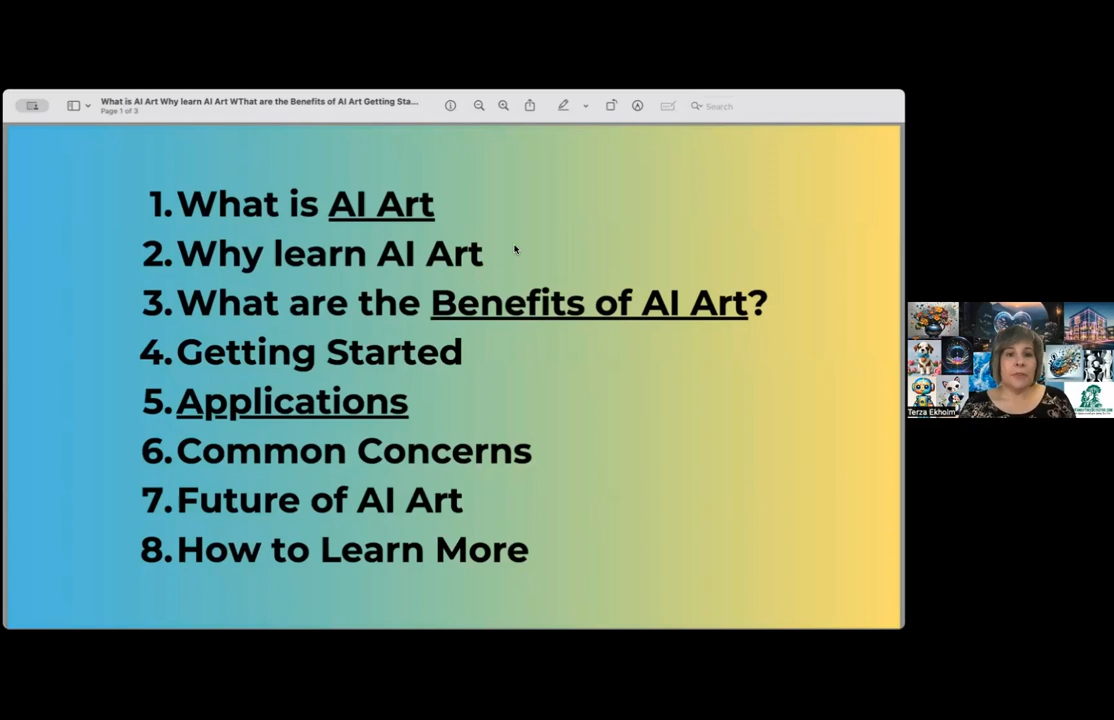 What is AI Art Why learn AI Art WThat are the Benefits of AI Art Getting Sta...
Page 1 of 3
Search
1. What is AI Art
2. Why learn AI Art
3. What are the Benefits of AI Art?
4. Getting Started
5. Applications
6. Common Concerns
7. Future of AI Art
8. How to Learn More
Terza Ekholm